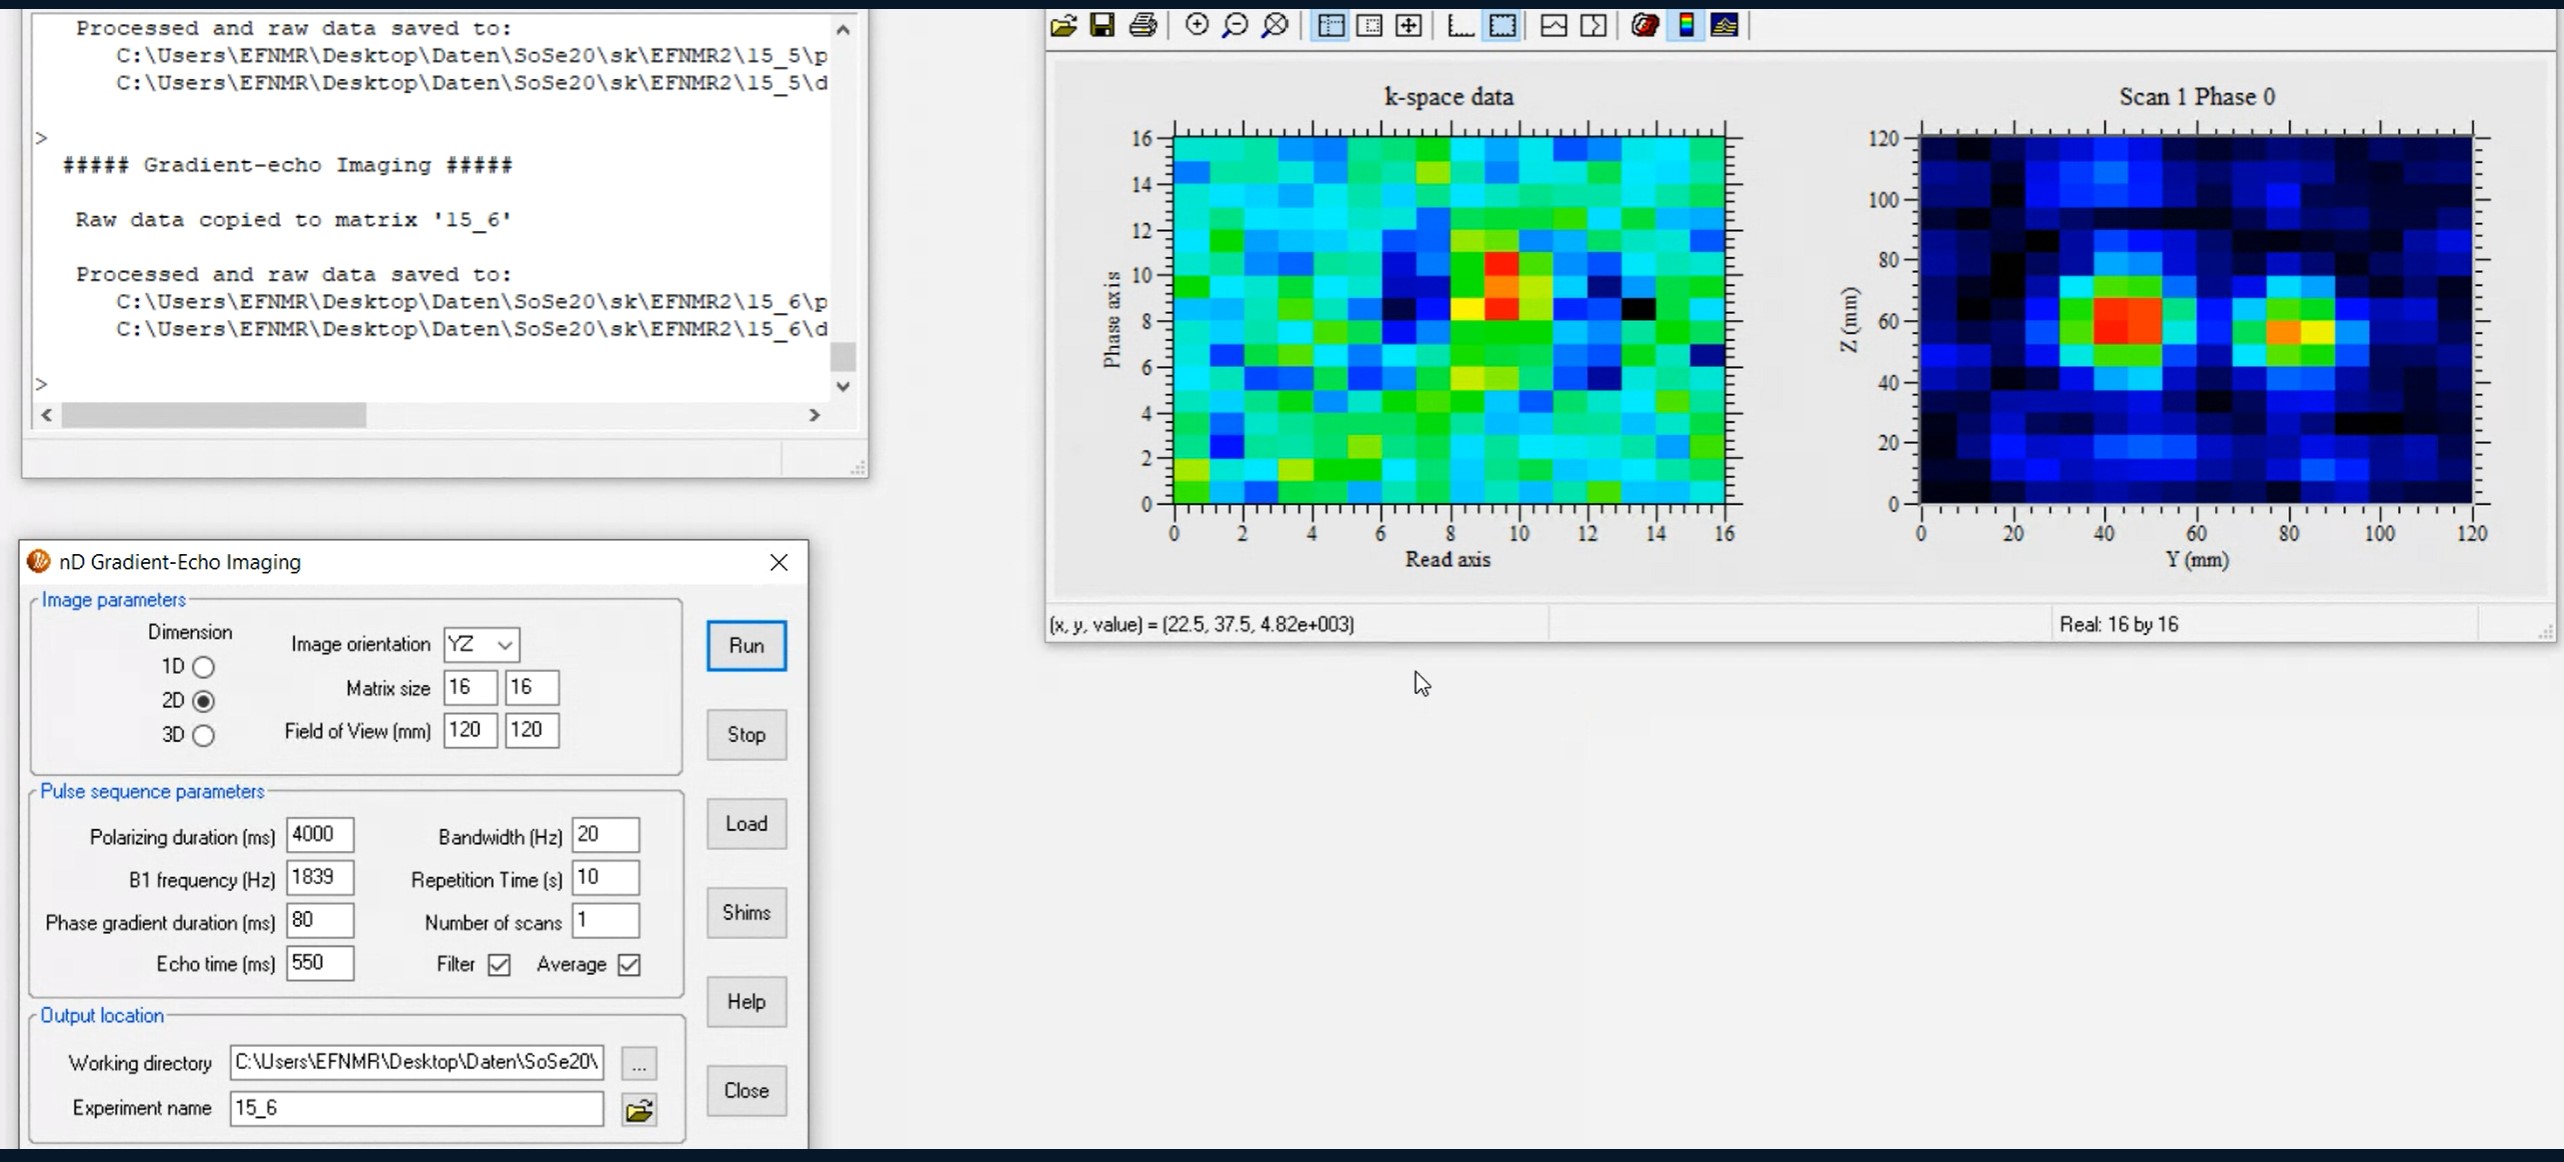 Processed and raw data saved to:
C:\Users\EFNMR\Desktop\Daten\SoSe20\sk\EFNMR2\15_5\p
C:\Users\EFNMR\Desktop\Daten\SoSe20\sk\EFNMR2\15_5\d
>
##### Gradient-echo Imaging #####
Raw data copied to matrix '15_6'
Processed and raw data saved to:
C:\Users\EFNMR\Desktop\Daten\SoSe20\sk\EFNMR2\15_6\p
C:\Users\EFNMR\Desktop\Daten\SoSe20\sk\EFNMR2\15_6\d
>
nD Gradient-Echo Imaging
Image parameters
Dimension
1D
2D
3D
Image orientation YZ
Matrix size 16 16
Field of View (mm) 120 120
Pulse sequence parameters
Polarizing duration (ms) 4000
B1 frequency (Hz) 1839
Phase gradient duration (ms) 80
Echo time (ms) 550
Bandwidth (Hz) 20
Repetition Time (s) 10
Number of scans 1
Filter Average
Output location
Working directory C:\Users\EFNMR\Desktop\Daten\SoSe20\ ...
Experiment name 15_6
Run
Stop
Load
Shims
Help
Close
k-space data
16
14
12
10
8
6
4
2
0
Phase axis
0 2 4 6 8 10 12 14 16
Read axis
Scan 1 Phase 0
120
100
80
60
40
20
0
Z (mm)
0 20 40 60 80 100 120
Y (mm)
(x, y, value) = (22.5, 37.5, 4.82e+003)
Real: 16 by 16